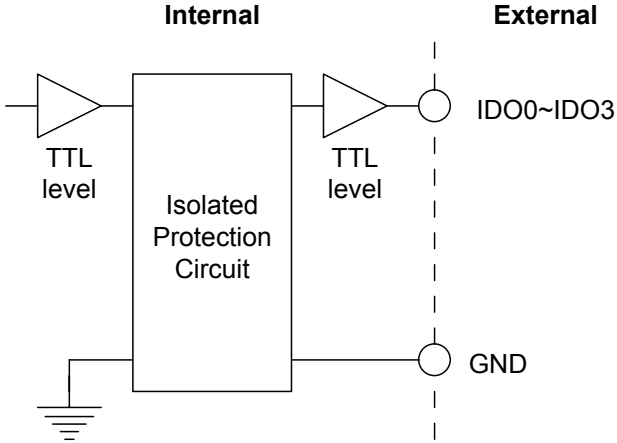 Internal
External
TTL
level
Isolated
Protection
Circuit
TTL
level
IDO0~IDO3
GND